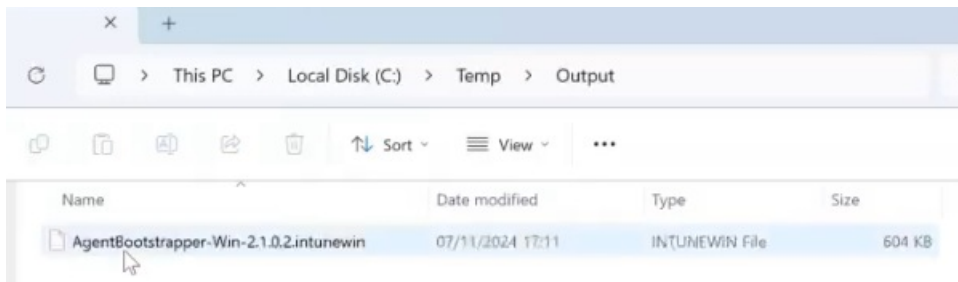 This PC > Local Disk (C:) > Temp > Output
Sort View
Name Date modified Type Size
AgentBootstrapper-Win-2.1.0.2.intunewin 07/11/2024 17:11 INTUNEWIN File 604 KB